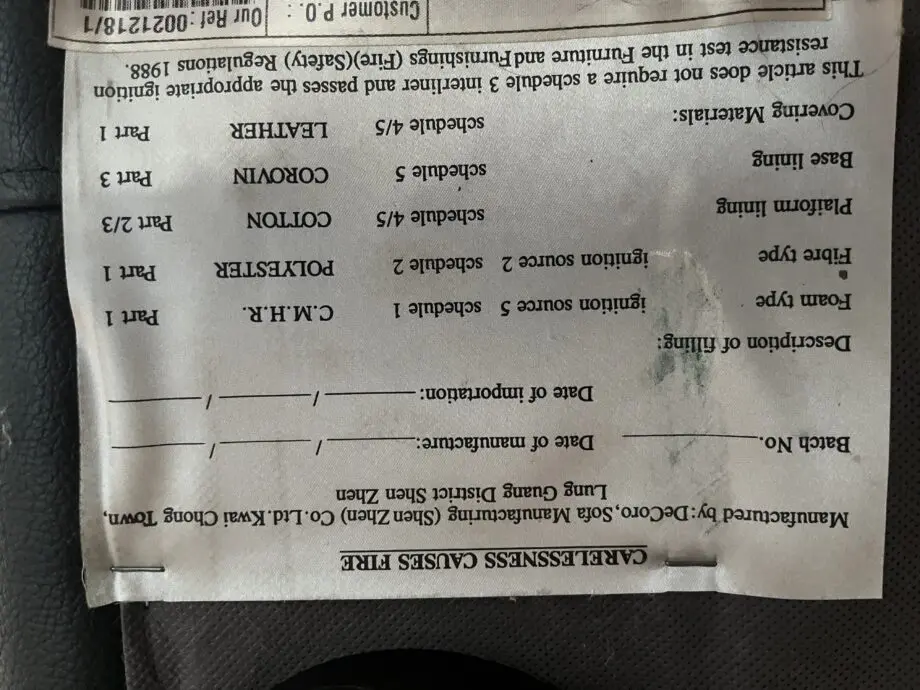 CARELESSNESS CAUSES FIRE
Manufactured by:DeCoro,Sofa Manufacturing (Shen Zhen) Co.Ltd.Kwai Chong Town,
Lung Guang District Shen Zhen
Batch No. Date of manufacture: / /
Date of importation: / /
Description of filling:
Foam type ignition source 5 schedule 1 C.M.H.R. Part 1
Fibre type ignition source 2 schedule 2 POLYESTER Part 1
Plaiform lining schedule 4/5 COTTON Part 2/3
Base lining schedule 5 COROVIN Part 3
Covering Materials: schedule 4/5 LEATHER Part 1
This article does not require a schedule 3 interliner and passes the appropriate ignition
resistance test in the Furniture and Furnishings (Fire)(Safety) Regulations 1988.
Customer P.O. : Our Ref:0021218/1